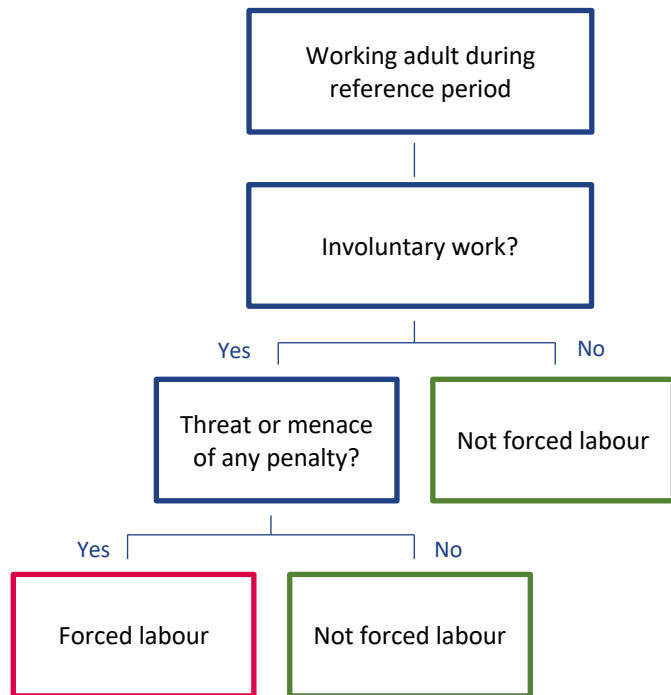 Working adult during
reference period
Involuntary work?
Yes
No
Threat or menace
of any penalty?
Not forced labour
Yes
No
Forced labour
Not forced labour